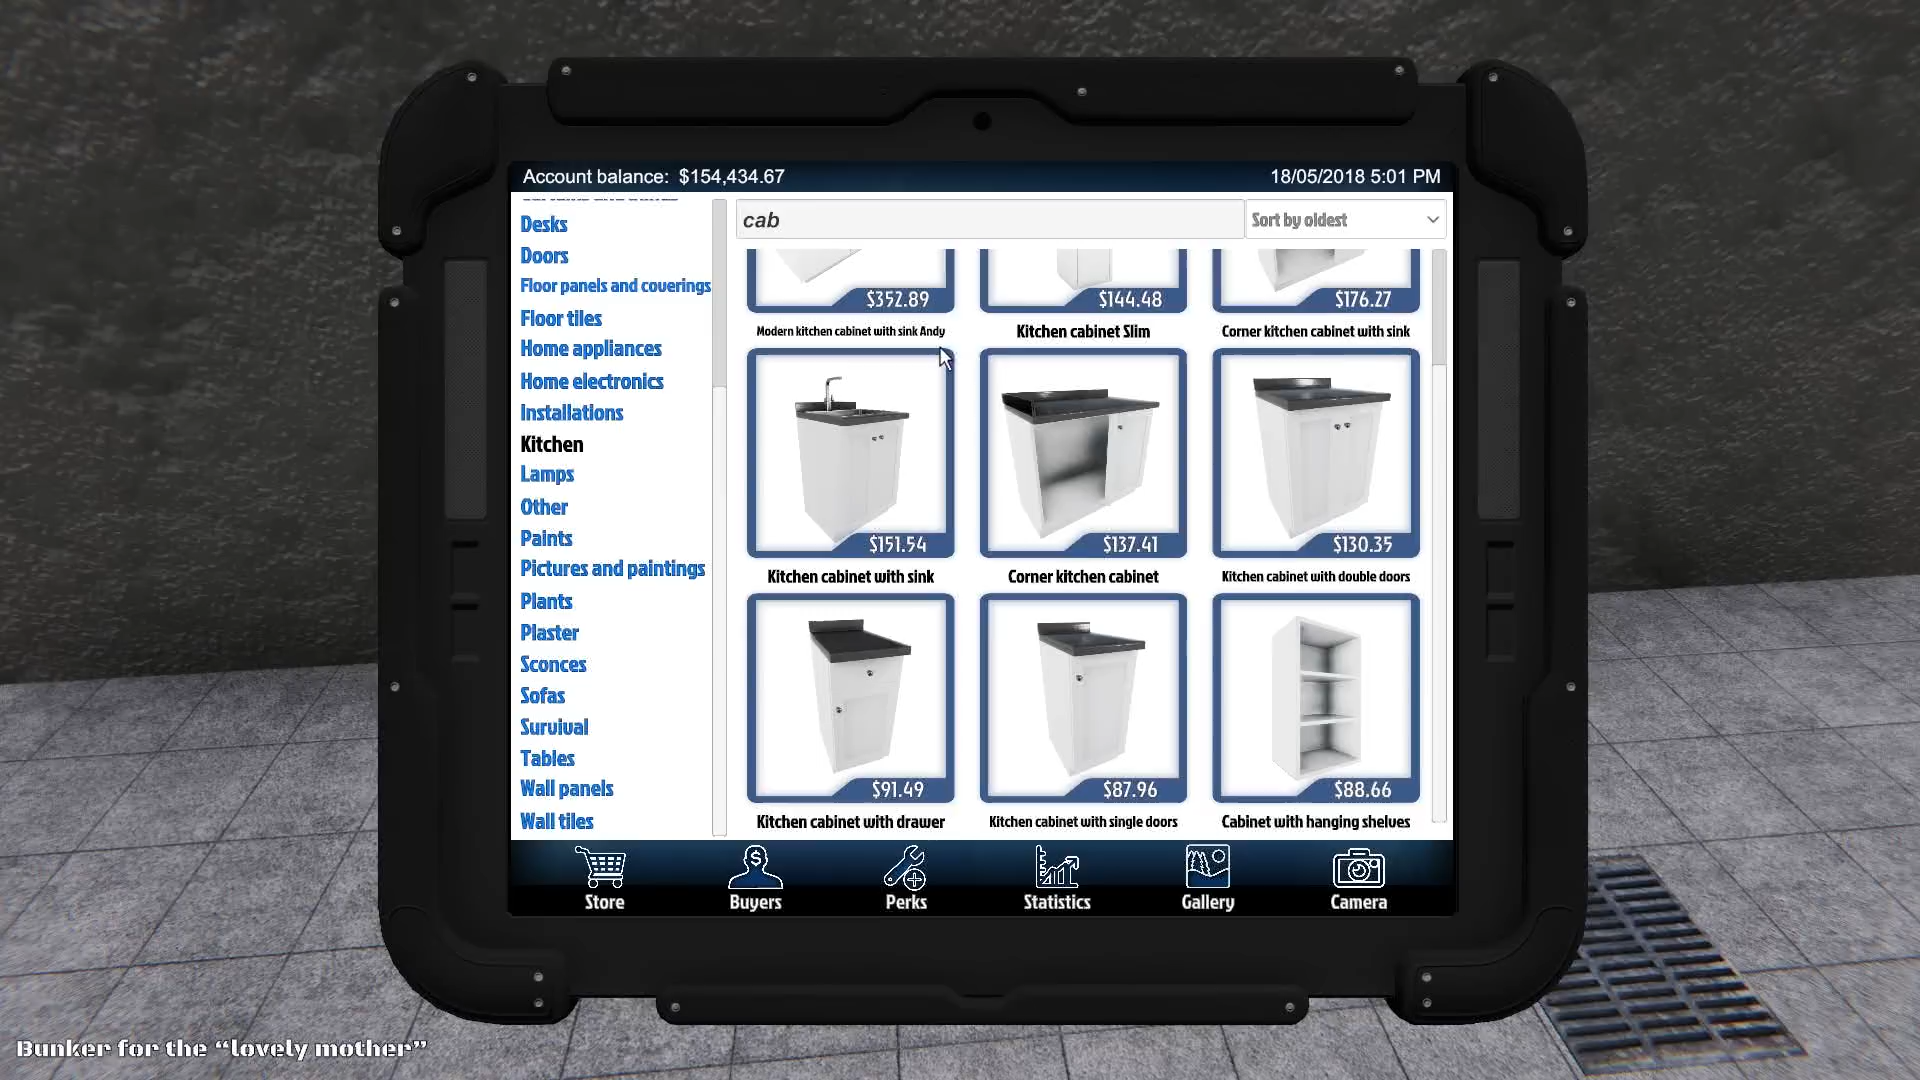 Account balance: $154,434.67
18/05/2018 5:01 PM
Desks
Doors
Floor panels and coverings
Floor tiles
Home appliances
Home electronics
Installations
Kitchen
Lamps
Other
Paints
Pictures and paintings
Plants
Plaster
Sconces
Sofas
Survival
Tables
Wall panels
Wall tiles
cab
Sort by oldest
$352.89
$144.48
$176.27
Modern kitchen cabinet with sink Andy
Kitchen cabinet Slim
Corner kitchen cabinet with sink
$151.54
$137.41
$130.35
Kitchen cabinet with sink
Corner kitchen cabinet
Kitchen cabinet with double doors
$91.49
$87.96
$88.66
Kitchen cabinet with drawer
Kitchen cabinet with single doors
Cabinet with hanging shelves
Store
Buyers
Perks
Statistics
Gallery
Camera
Bunker for the “lovely mother”